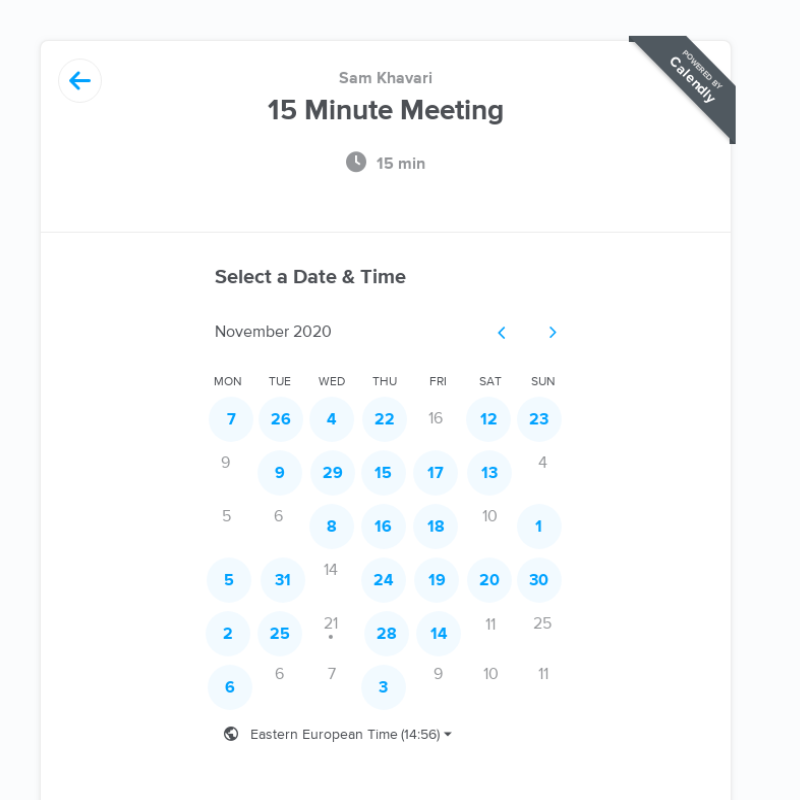 POWERED BY
Calendly
Sam Khavari
15 Minute Meeting
15 min
Select a Date & Time
November 2020
MON TUE WED THU FRI SAT SUN
7 26 4 22 16 12 23
9 9 29 15 17 13 4
5 6 8 16 18 10 1
5 31 14 24 19 20 30
2 25 21 28 14 11 25
6 6 7 3 9 10 11
Eastern European Time (14:56)